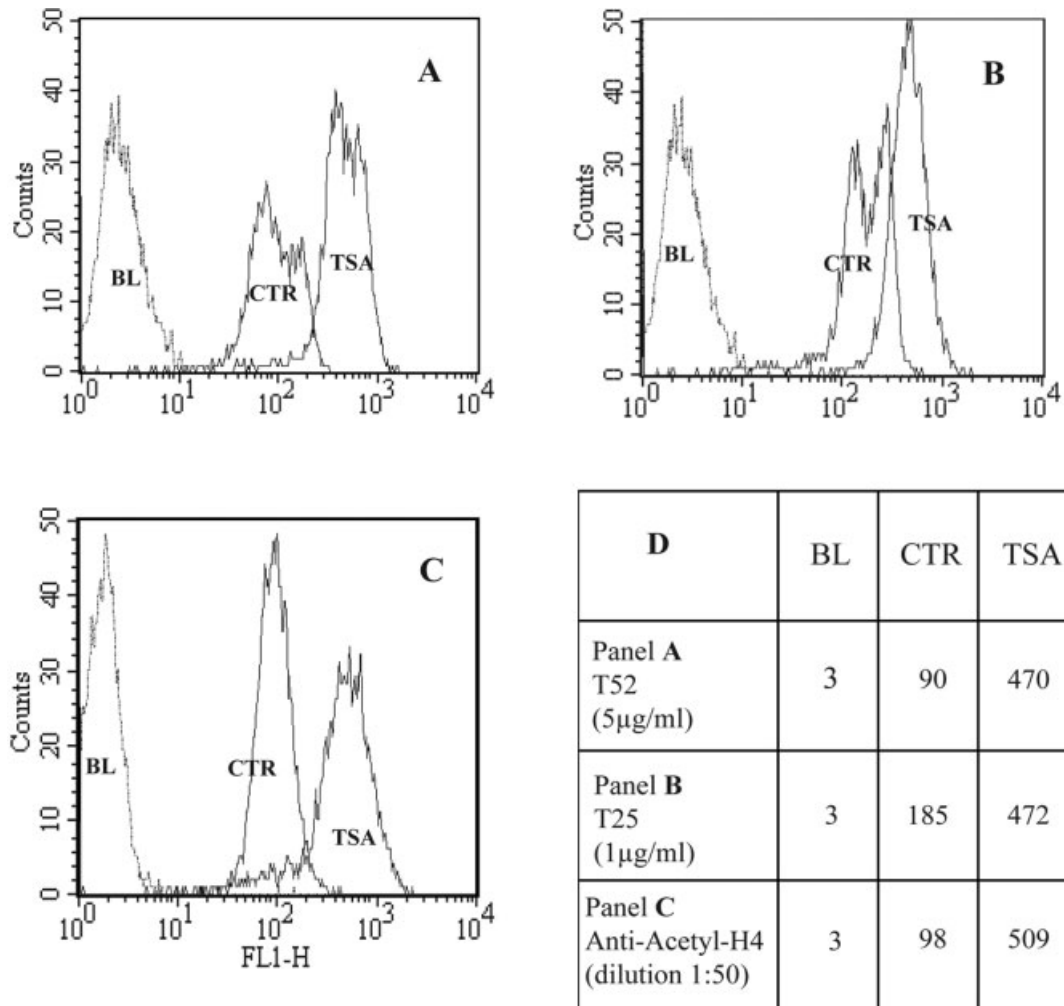 50
40
30
20
10
0
Counts
A
BL
CTR
TSA
10^0 10^1 10^2 10^3 10^4
50
40
30
20
10
0
Counts
B
BL
CTR
TSA
10^0 10^1 10^2 10^3 10^4
50
40
30
20
10
0
Counts
C
BL
CTR
TSA
10^0 10^1 10^2 10^3 10^4
FL1-H
D BL CTR TSA
Panel A
T52
(5µg/ml)
3 90 470
Panel B
T25
(1µg/ml)
3 185 472
Panel C
Anti-Acetyl-H4
(dilution 1:50)
3 98 509